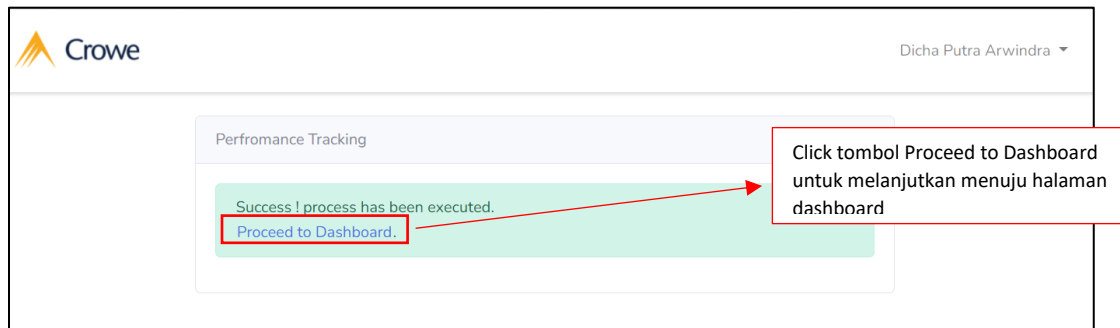 Crowe
Dicha Putra Arwindra
Perfromance Tracking
Success ! process has been executed.
Proceed to Dashboard.
Click tombol Proceed to Dashboard
untuk melanjutkan menuju halaman
dashboard